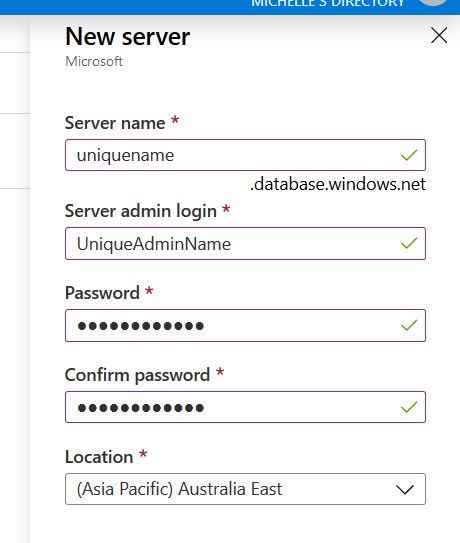 MICHELLE'S DIRECTORY
New server
Microsoft
Server name *
uniquename
.database.windows.net
Server admin login *
UniqueAdminName
Password *
●●●●●●●●●●●●
Confirm password *
●●●●●●●●●●●●
Location *
(Asia Pacific) Australia East